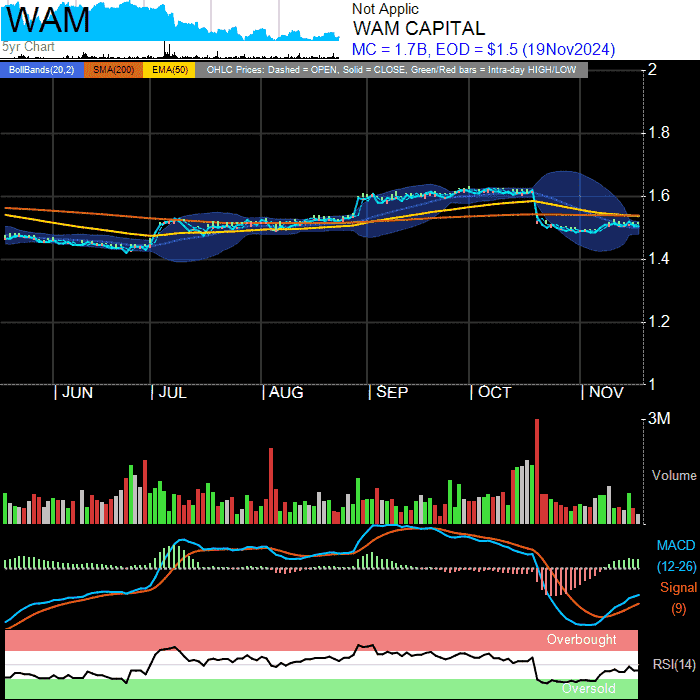 WAM
5yr Chart
Not Applic
WAM CAPITAL
MC = 1.7B, EOD = $1.5 (19Nov2024)
BollBands(20,2) SMA(200) EMA(50) OHLC Prices: Dashed = OPEN, Solid = CLOSE, Green/Red bars = Intra-day HIGH/LOW
2
1.8
1.6
1.4
1.2
1
| JUN | JUL | AUG | SEP | OCT | NOV
3M
Volume
MACD
(12-26)
Signal
(9)
Overbought
RSI(14)
Oversold